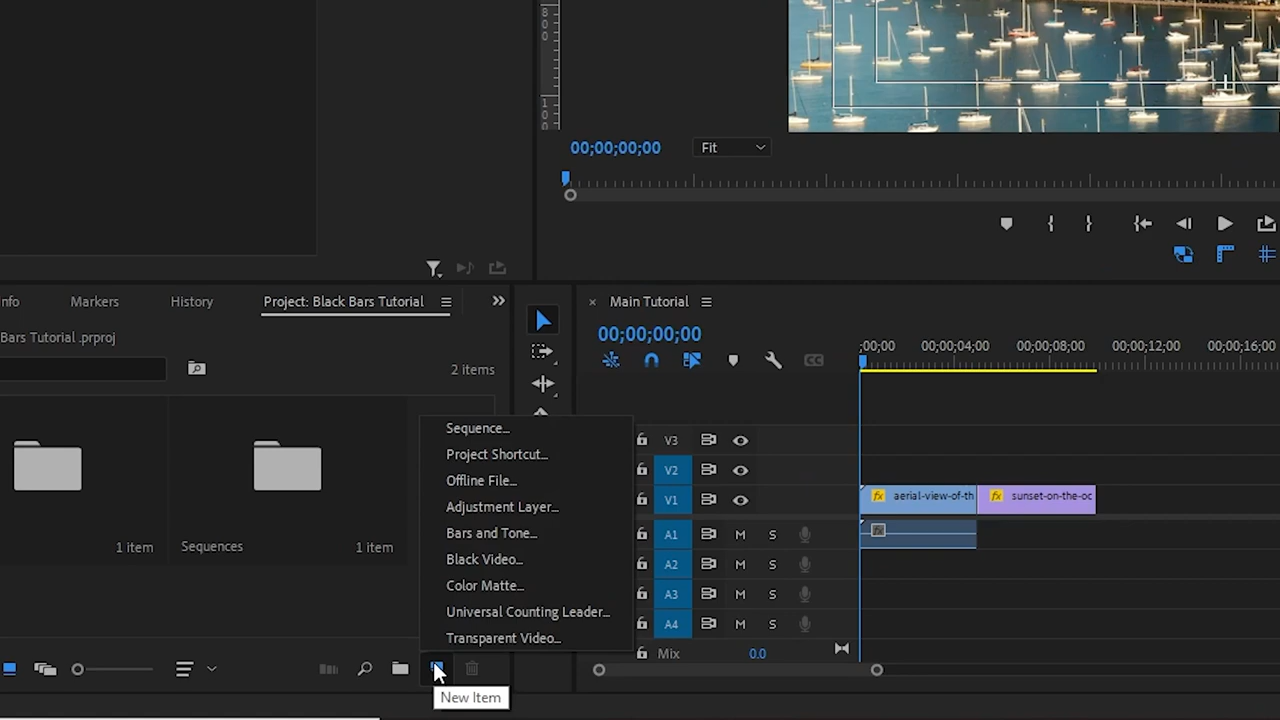 00;00;00;00
Fit
nfo
Markers
History
Project: Black Bars Tutorial
Bars Tutorial .prproj
2 items
1 item
Sequences
1 item
Sequence...
Project Shortcut...
Offline File...
Adjustment Layer...
Bars and Tone...
Black Video...
Color Matte...
Universal Counting Leader...
Transparent Video...
New Item
× Main Tutorial
00;00;00;00
;00;00
00;00;04;00
00;00;08;00
00;00;12;00
00;00;16;00
V3
V2
V1
fx aerial-view-of-th
fx sunset-on-the-oc
A1 M S
A2 M S
A3 M S
A4 M S
Mix 0.0